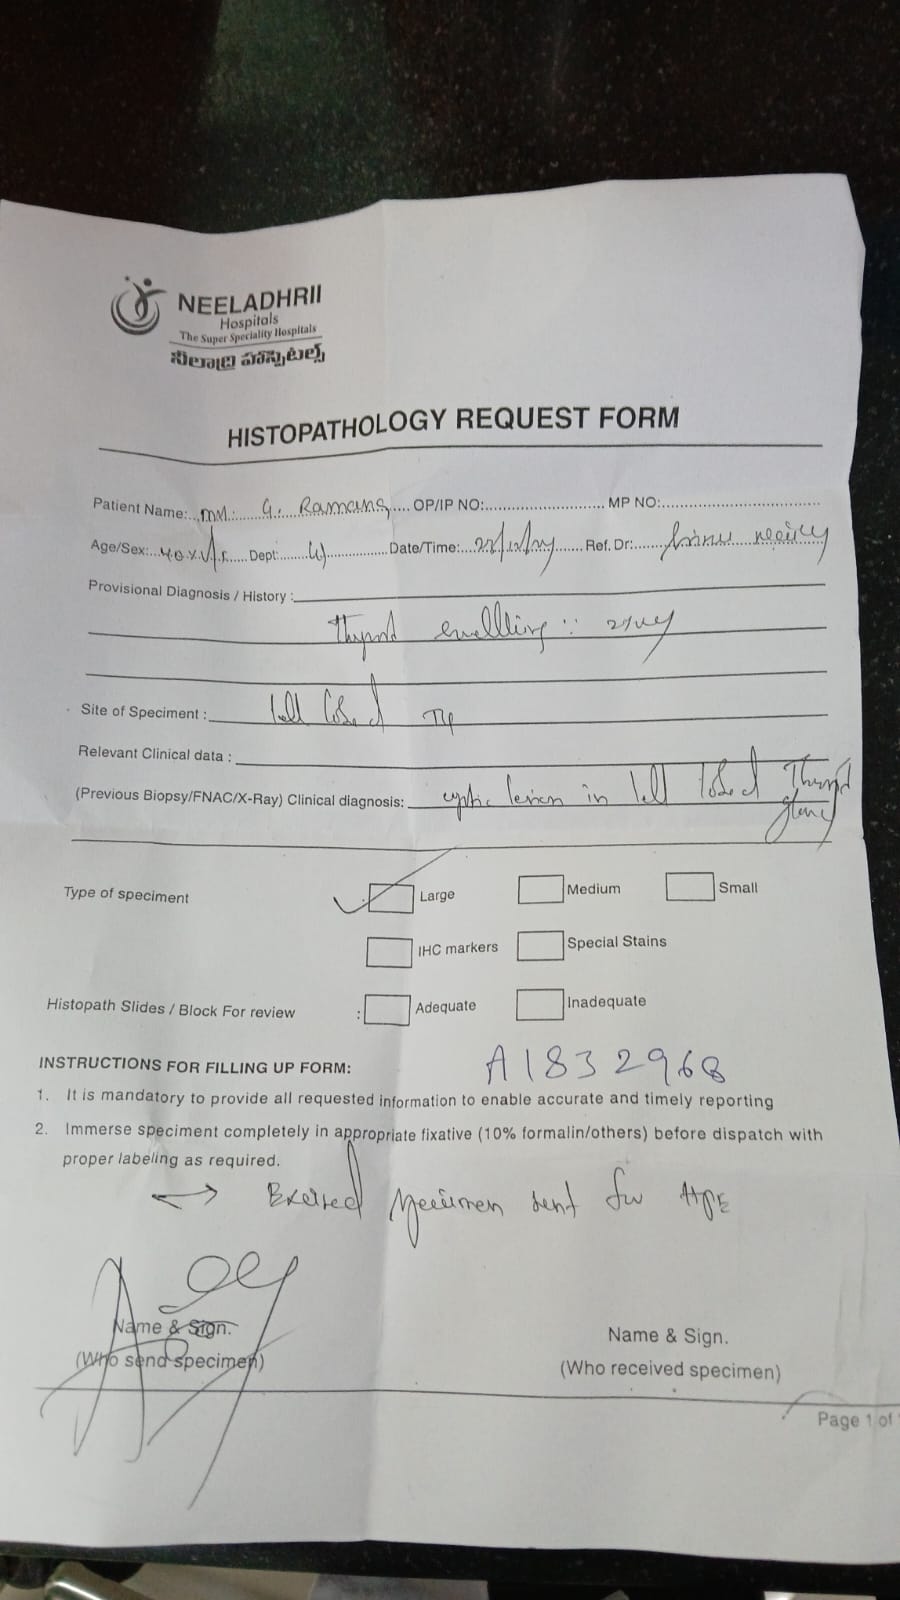 NEELADHRII
Hospitals
The Super Speciality Hospitals
నీలాద్రి హాస్పిటల్స్
HISTOPATHOLOGY REQUEST FORM
Patient Name: G. Ramana OP/IP NO: MP NO:
Age/Sex: 40 Dept: Date/Time: Ref. Dr:
Provisional Diagnosis / History :
Thyroid swelling
Site of Speciment :
Relevant Clinical data :
(Previous Biopsy/FNAC/X-Ray) Clinical diagnosis: cystic lesion in Thyroid
gland
Type of speciment Large Medium Small
IHC markers Special Stains
Histopath Slides / Block For review : Adequate Inadequate
A1832968
INSTRUCTIONS FOR FILLING UP FORM:
1. It is mandatory to provide all requested information to enable accurate and timely reporting
2. Immerse speciment completely in appropriate fixative (10% formalin/others) before dispatch with
proper labeling as required.
Excised specimen sent for HPE
Name & Sign. Name & Sign.
(Who send specimen) (Who received specimen)
Page 1 of